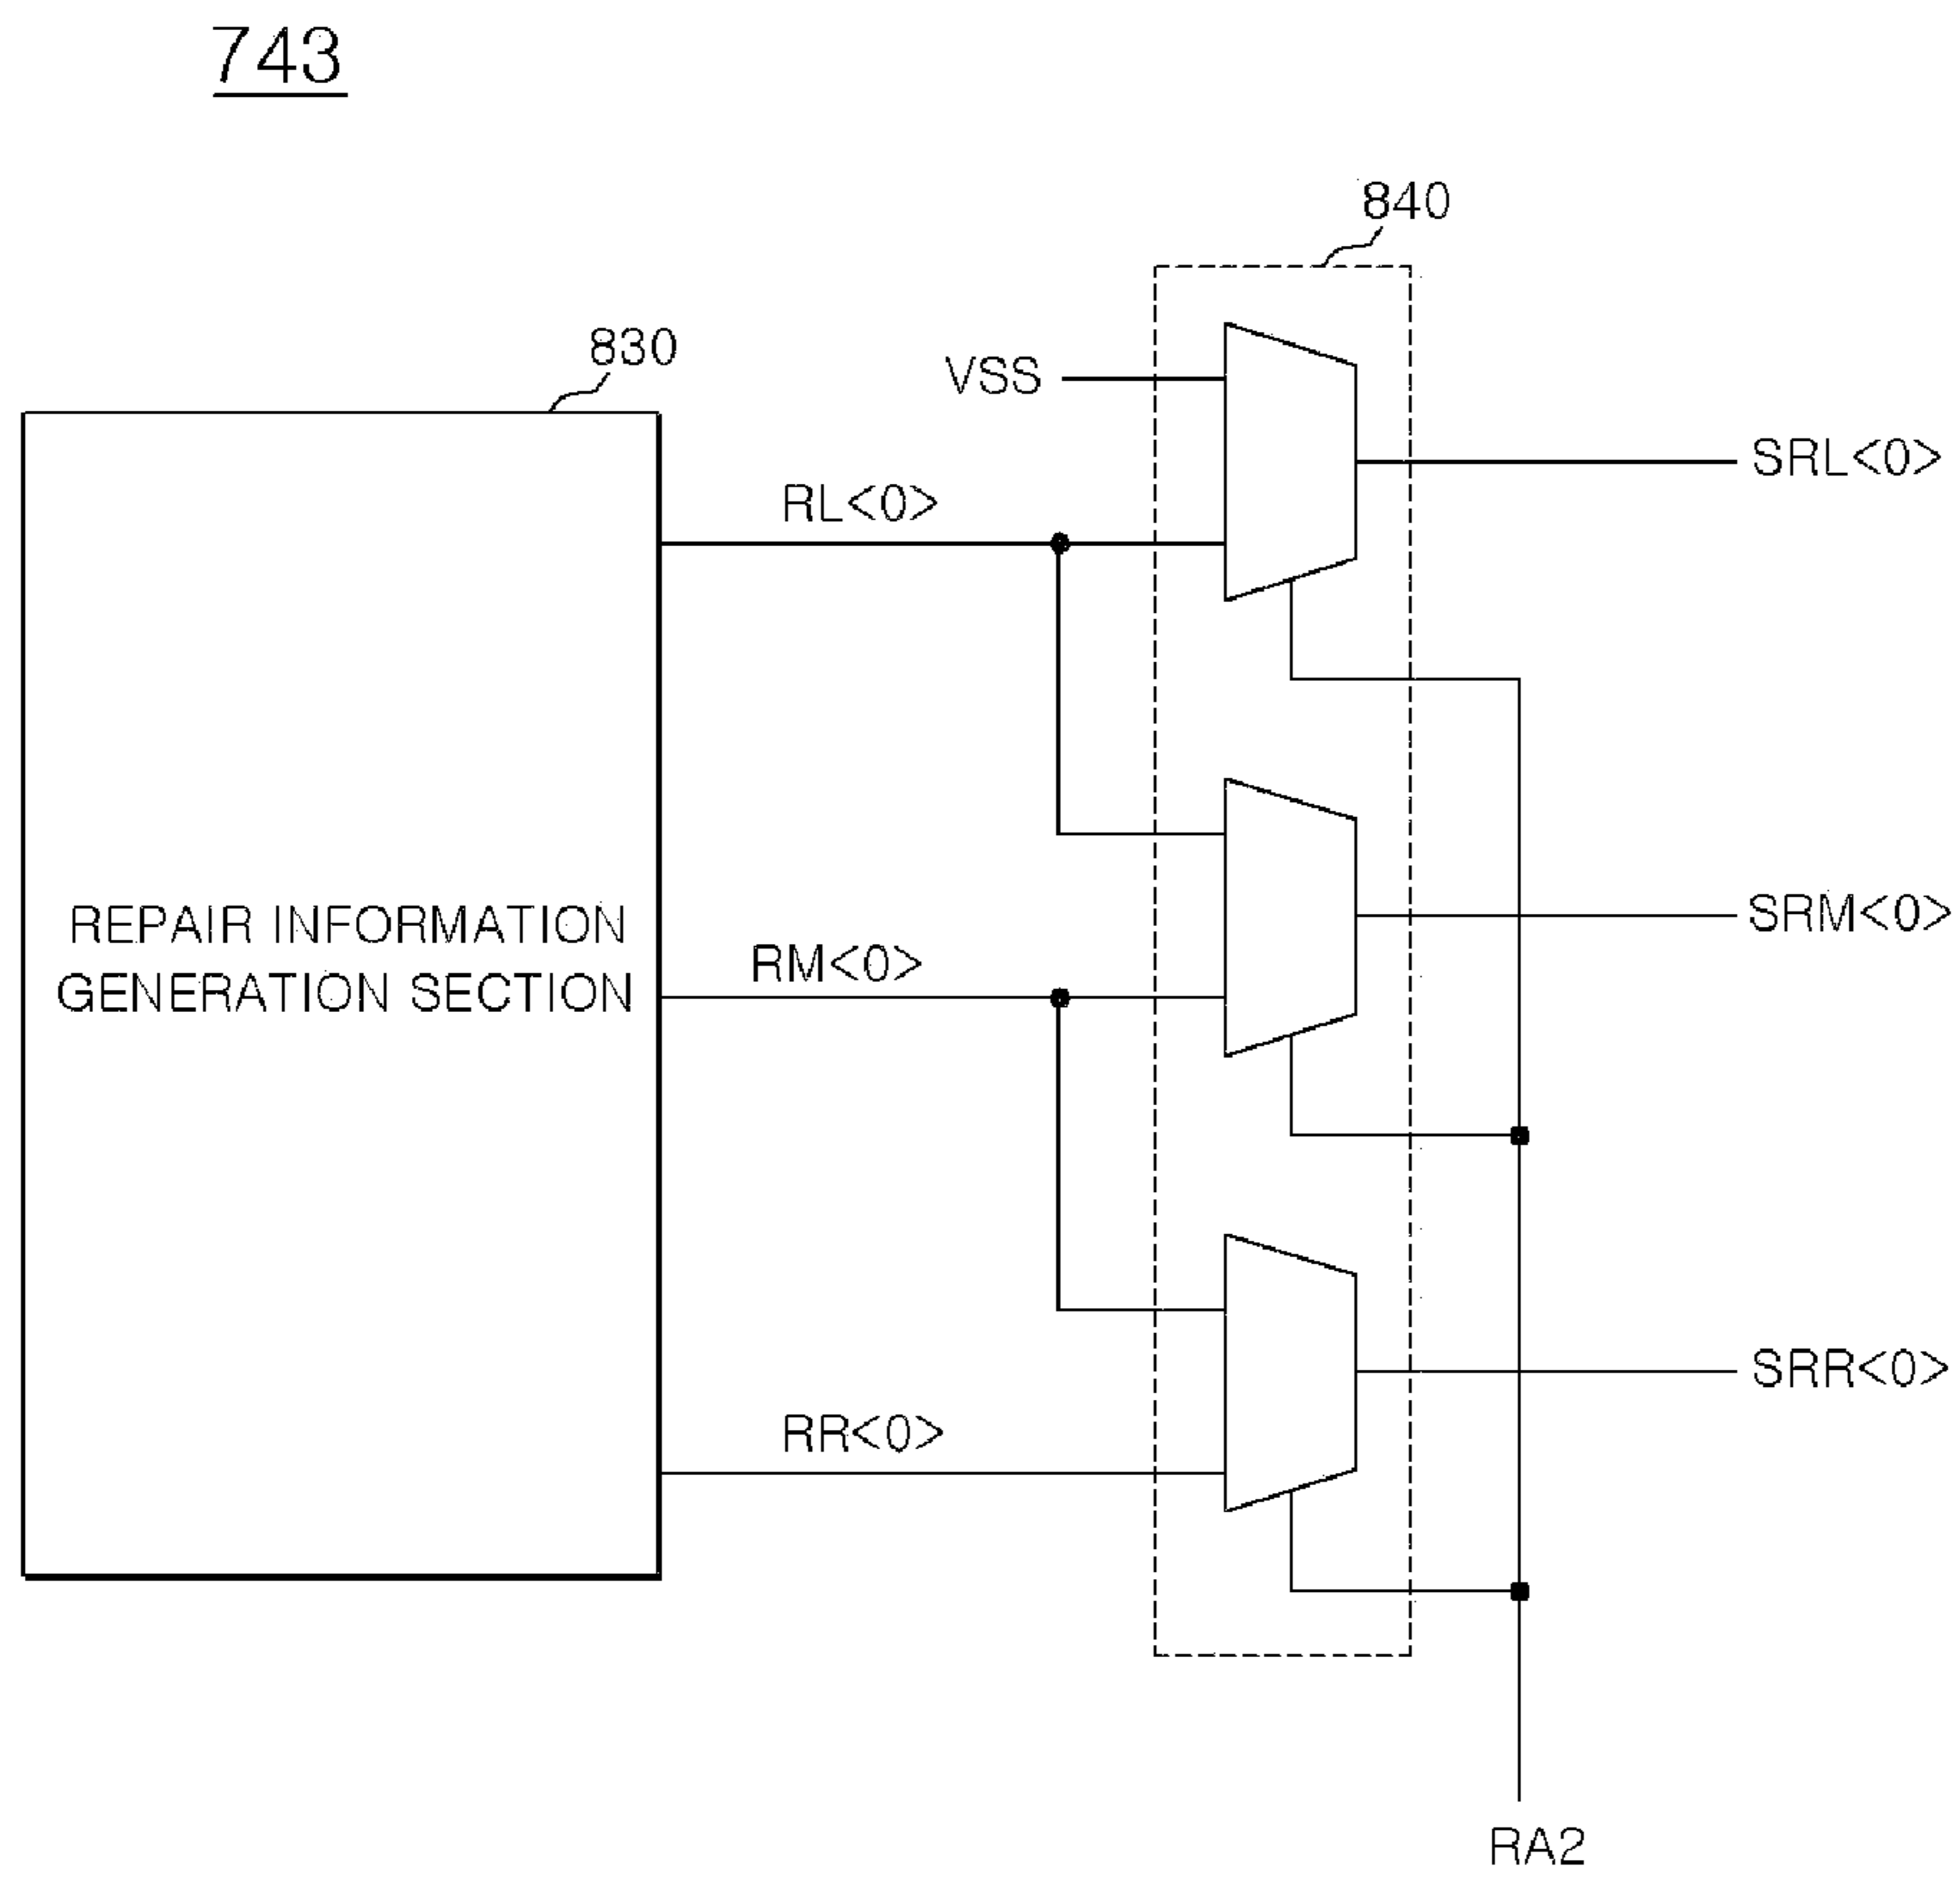 743
840
830
VSS
SRL<0>
RL<0>
REPAIR INFORMATION
GENERATION SECTION
SRM<0>
RM<0>
SRR<0>
RR<0>
RA2